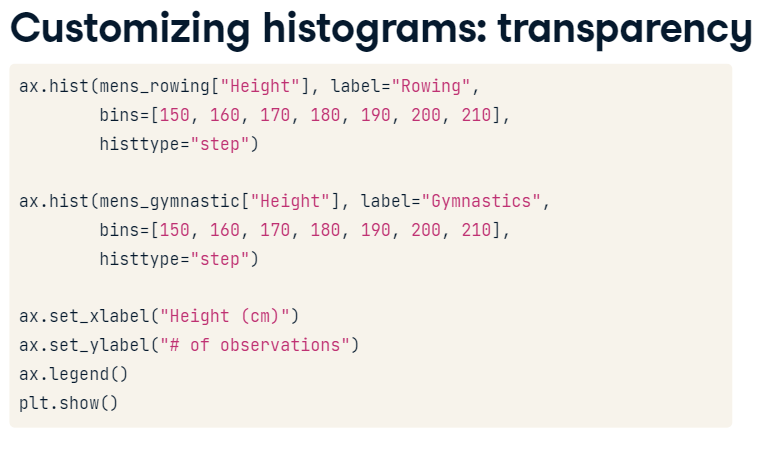 Customizing histograms: transparency
ax.hist(mens_rowing["Height"], label="Rowing",
        bins=[150, 160, 170, 180, 190, 200, 210],
        histtype="step")

ax.hist(mens_gymnastic["Height"], label="Gymnastics",
        bins=[150, 160, 170, 180, 190, 200, 210],
        histtype="step")

ax.set_xlabel("Height (cm)")
ax.set_ylabel("# of observations")
ax.legend()
plt.show()